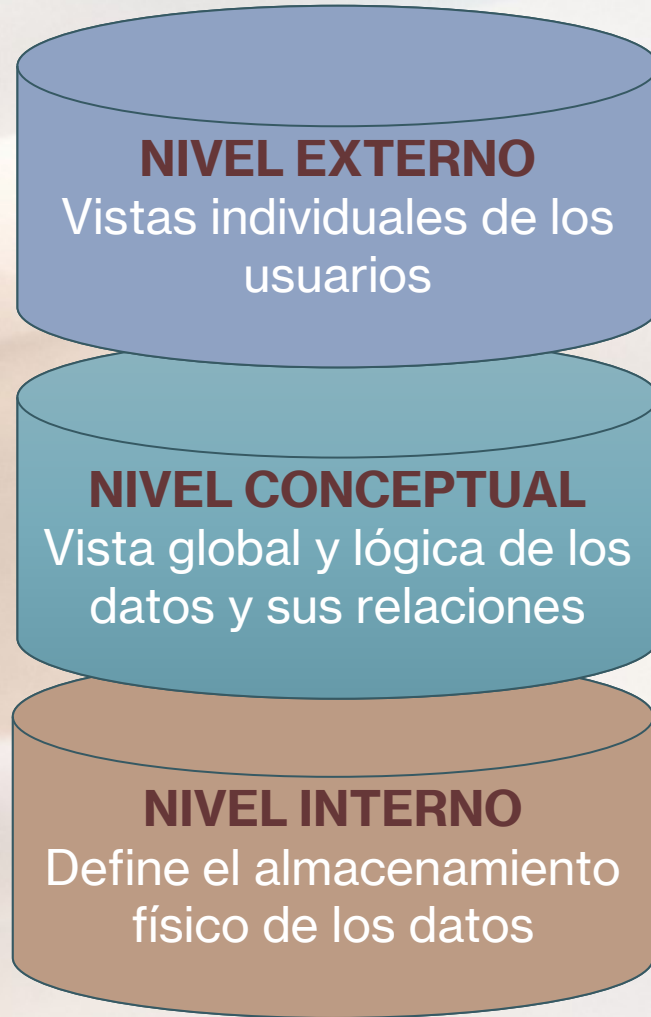 NIVEL EXTERNO
Vistas individuales de los
usuarios
NIVEL CONCEPTUAL
Vista global y lógica de los
datos y sus relaciones
NIVEL INTERNO
Define el almacenamiento
físico de los datos